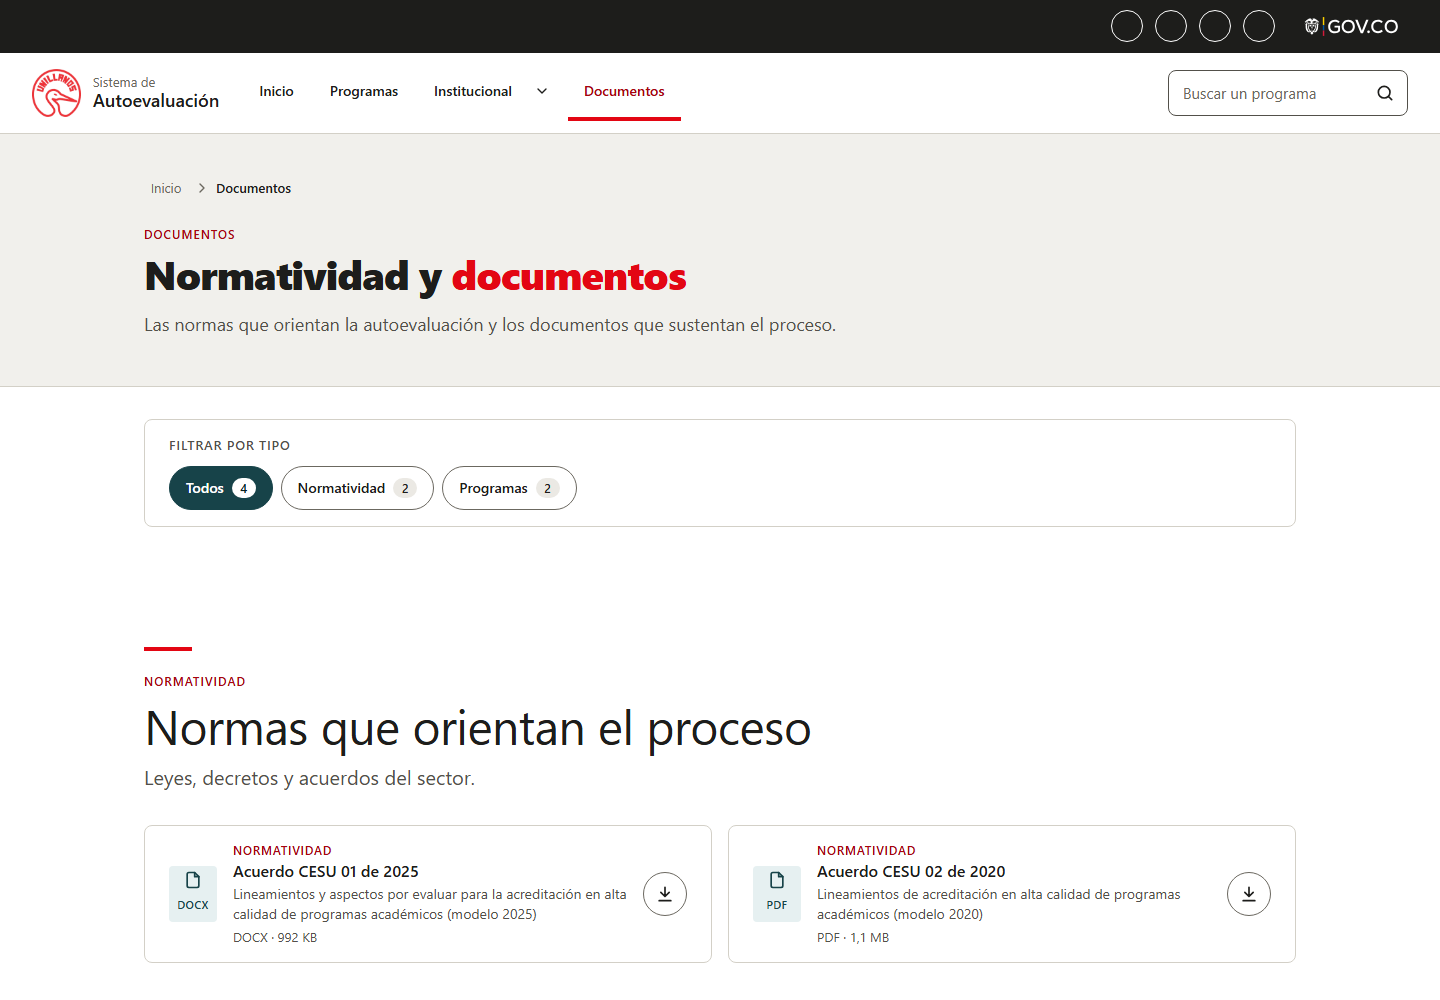 GOV.CO
UNILLANOS
Sistema de
Autoevaluación
Inicio
Programas
Institucional
Documentos
Buscar un programa
Inicio
Documentos
DOCUMENTOS
Normatividad y documentos
Las normas que orientan la autoevaluación y los documentos que sustentan el proceso.
FILTRAR POR TIPO
Todos 4
Normatividad 2
Programas 2
NORMATIVIDAD
Normas que orientan el proceso
Leyes, decretos y acuerdos del sector.
DOCX
NORMATIVIDAD
Acuerdo CESU 01 de 2025
Lineamientos y aspectos por evaluar para la acreditación en alta
calidad de programas académicos (modelo 2025)
DOCX · 992 KB
PDF
NORMATIVIDAD
Acuerdo CESU 02 de 2020
Lineamientos de acreditación en alta calidad de programas
académicos (modelo 2020)
PDF · 1,1 MB